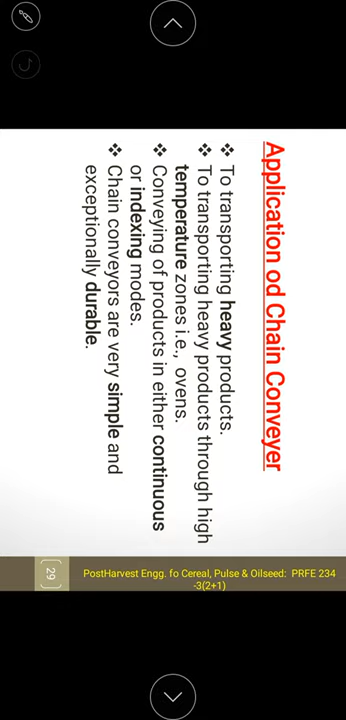 Application od Chain Conveyer
❖ To transporting heavy products.
❖ To transporting heavy products through high
temperature zones i.e., ovens.
❖ Conveying of products in either continuous
or indexing modes.
❖ Chain conveyors are very simple and
exceptionally durable.
PostHarvest Engg. fo Cereal, Pulse & Oilseed: PRFE 234
-3(2+1)
29